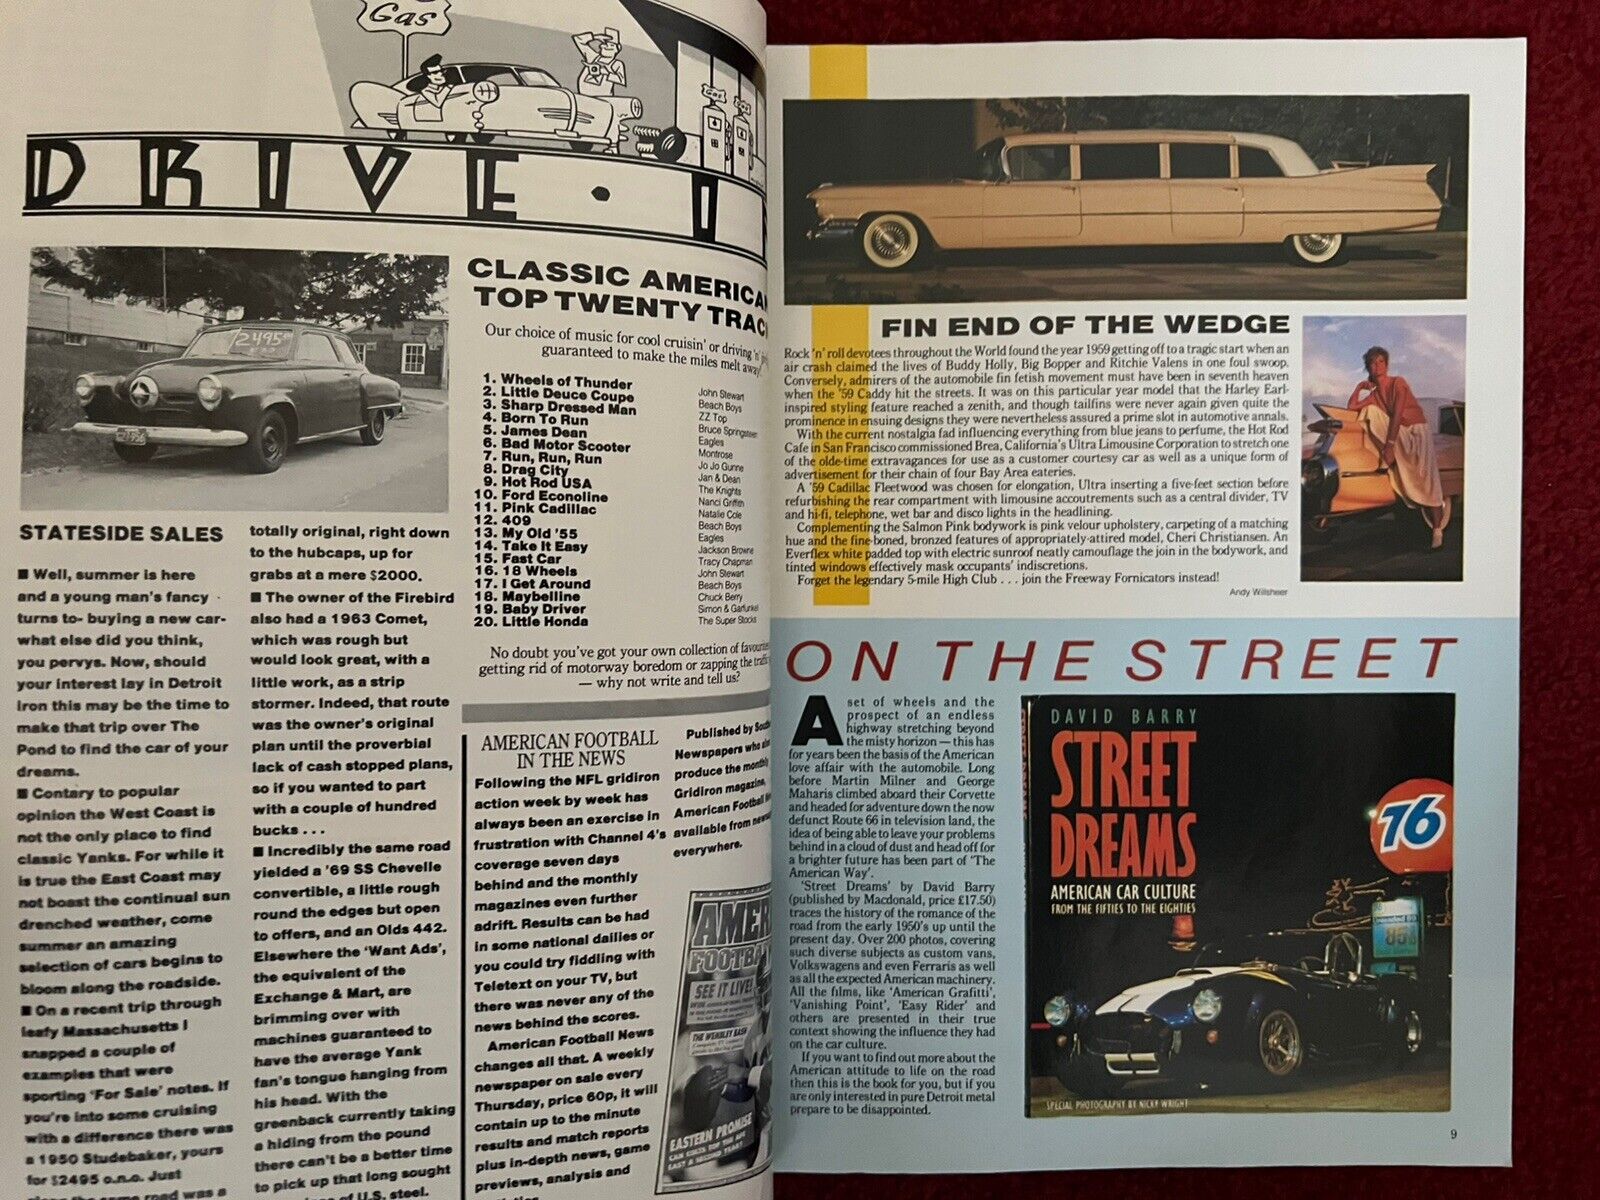 Gas
Gas
Gas
DRIVE·I
$2495.00
STATESIDE SALES
■ Well, summer is here
and a young man's fancy
turns to- buying a new car-
what else did you think,
you pervys. Now, should
your interest lay in Detroit
iron this may be the time to
make that trip over The
Pond to find the car of your
dreams.
■ Contary to popular
opinion the West Coast is
not the only place to find
classic Yanks. For while it
is true the East Coast may
not boast the continual sun
drenched weather, come
summer an amazing
selection of cars begins to
bloom along the roadside.
■ On a recent trip through
leafy Massachusetts I
snapped a couple of
examples that were
sporting 'For Sale' notes. If
you're into some cruising
with a difference there was
a 1950 Studebaker, yours
for $2495 o.n.o. Just
along the same road was a
totally original, right down
to the hubcaps, up for
grabs at a mere $2000.
■ The owner of the Firebird
also had a 1963 Comet,
which was rough but
would look great, with a
little work, as a strip
stormer. Indeed, that route
was the owner's original
plan until the proverbial
lack of cash stopped plans,
so if you wanted to part
with a couple of hundred
bucks . . .
■ Incredibly the same road
yielded a '69 SS Chevelle
convertible, a little rough
round the edges but open
to offers, and an Olds 442.
Elsewhere the 'Want Ads',
the equivalent of the
Exchange & Mart, are
brimming over with
machines guaranteed to
have the average Yank
fan's tongue hanging from
his head. With the
greenback currently taking
a hiding from the pound
there can't be a better time
to pick up that long sought
of U.S. steel.
CLASSIC AMERICA
TOP TWENTY TRAC
Our choice of music for cool cruisin' or driving 'n'
guaranteed to make the miles melt away!
1. Wheels of Thunder John Stewart
2. Little Deuce Coupe Beach Boys
3. Sharp Dressed Man ZZ Top
4. Born To Run Bruce Springsteen
5. James Dean Eagles
6. Bad Motor Scooter Montrose
7. Run, Run, Run Jo Jo Gunne
8. Drag City Jan & Dean
9. Hot Rod USA The Knights
10. Ford Econoline Nanci Griffith
11. Pink Cadillac Natalie Cole
12. 409 Beach Boys
13. My Old '55 Eagles
14. Take It Easy Jackson Browne
15. Fast Car Tracy Chapman
16. 18 Wheels John Stewart
17. I Get Around Beach Boys
18. Maybelline Chuck Berry
19. Baby Driver Simon & Garfunkel
20. Little Honda The Super Stocks
No doubt you've got your own collection of favourite
getting rid of motorway boredom or zapping the traffic
— why not write and tell us?
AMERICAN FOOTBALL
IN THE NEWS
Following the NFL gridiron
action week by week has
always been an exercise in
frustration with Channel 4's
coverage seven days
behind and the monthly
magazines even further
adrift. Results can be had
in some national dailies or
you could try fiddling with
Teletext on your TV, but
there was never any of the
news behind the scores.
American Football News
changes all that. A weekly
newspaper on sale every
Thursday, price 60p, it will
contain up to the minute
results and match reports
plus in-depth news, game
previews, analysis and
Published by South
Newspapers who also
produce the monthly
Gridiron magazine,
American Football News
available from news
everywhere.
AMER
FOOTBA
SEE IT LIVE!
THE WEMBLEY BASH
EASTERN PROMISE
FIN END OF THE WEDGE
Rock 'n' roll devotees throughout the World found the year 1959 getting off to a tragic start when an
air crash claimed the lives of Buddy Holly, Big Bopper and Ritchie Valens in one foul swoop.
Conversely, admirers of the automobile fin fetish movement must have been in seventh heaven
when the '59 Caddy hit the streets. It was on this particular year model that the Harley Earl-
inspired styling feature reached a zenith, and though tailfins were never again given quite the
prominence in ensuing designs they were nevertheless assured a prime slot in automotive annals.
With the current nostalgia fad influencing everything from blue jeans to perfume, the Hot Rod
Cafe in San Francisco commissioned Brea, California's Ultra Limousine Corporation to stretch one
of the olde-time extravagances for use as a customer courtesy car as well as a unique form of
advertisement for their chain of four Bay Area eateries.
A '59 Cadillac Fleetwood was chosen for elongation, Ultra inserting a five-feet section before
refurbishing the rear compartment with limousine accoutrements such as a central divider, TV
and hi-fi, telephone, wet bar and disco lights in the headlining.
Complementing the Salmon Pink bodywork is pink velour upholstery, carpeting of a matching
hue and the fine-boned, bronzed features of appropriately-attired model, Cheri Christiansen. An
Everflex white padded top with electric sunroof neatly camouflage the join in the bodywork, and
tinted windows effectively mask occupants' indiscretions.
Forget the legendary 5-mile High Club . . . join the Freeway Fornicators instead!
Andy Willsheer
ON THE STREET
A set of wheels and the
prospect of an endless
highway stretching beyond
the misty horizon — this has
for years been the basis of the American
love affair with the automobile. Long
before Martin Milner and George
Maharis climbed aboard their Corvette
and headed for adventure down the now
defunct Route 66 in television land, the
idea of being able to leave your problems
behind in a cloud of dust and head off for
a brighter future has been part of 'The
American Way'.
'Street Dreams' by David Barry
(published by Macdonald, price £17.50)
traces the history of the romance of the
road from the early 1950's up until the
present day. Over 200 photos, covering
such diverse subjects as custom vans,
Volkswagens and even Ferraris as well
as all the expected American machinery.
All the films, like 'American Grafitti',
'Vanishing Point', 'Easy Rider' and
others are presented in their true
context showing the influence they had
on the car culture.
If you want to find out more about the
American attitude to life on the road
then this is the book for you, but if you
are only interested in pure Detroit metal
prepare to be disappointed.
DAVID BARRY
STREET
DREAMS
AMERICAN CAR CULTURE
FROM THE FIFTIES TO THE EIGHTIES
76
SPECIAL PHOTOGRAPHY BY NICKY WRIGHT
9